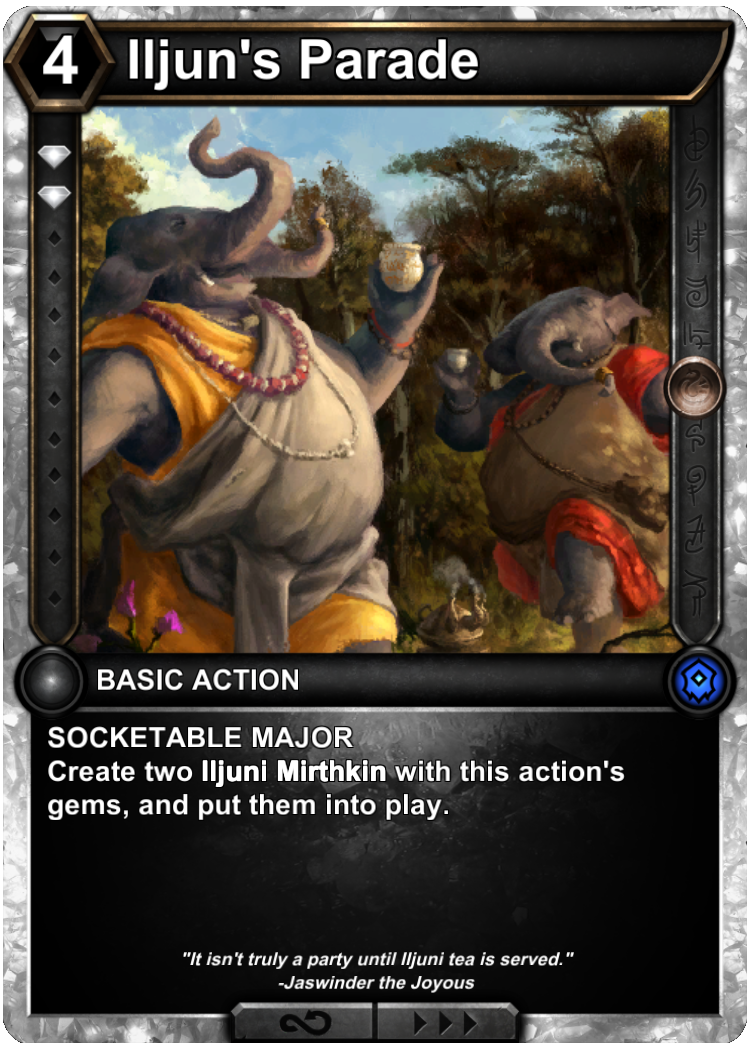 4
Iljun's Parade
BASIC ACTION
SOCKETABLE MAJOR
Create two Iljuni Mirthkin with this action's
gems, and put them into play.
"It isn't truly a party until Iljuni tea is served."
-Jaswinder the Joyous